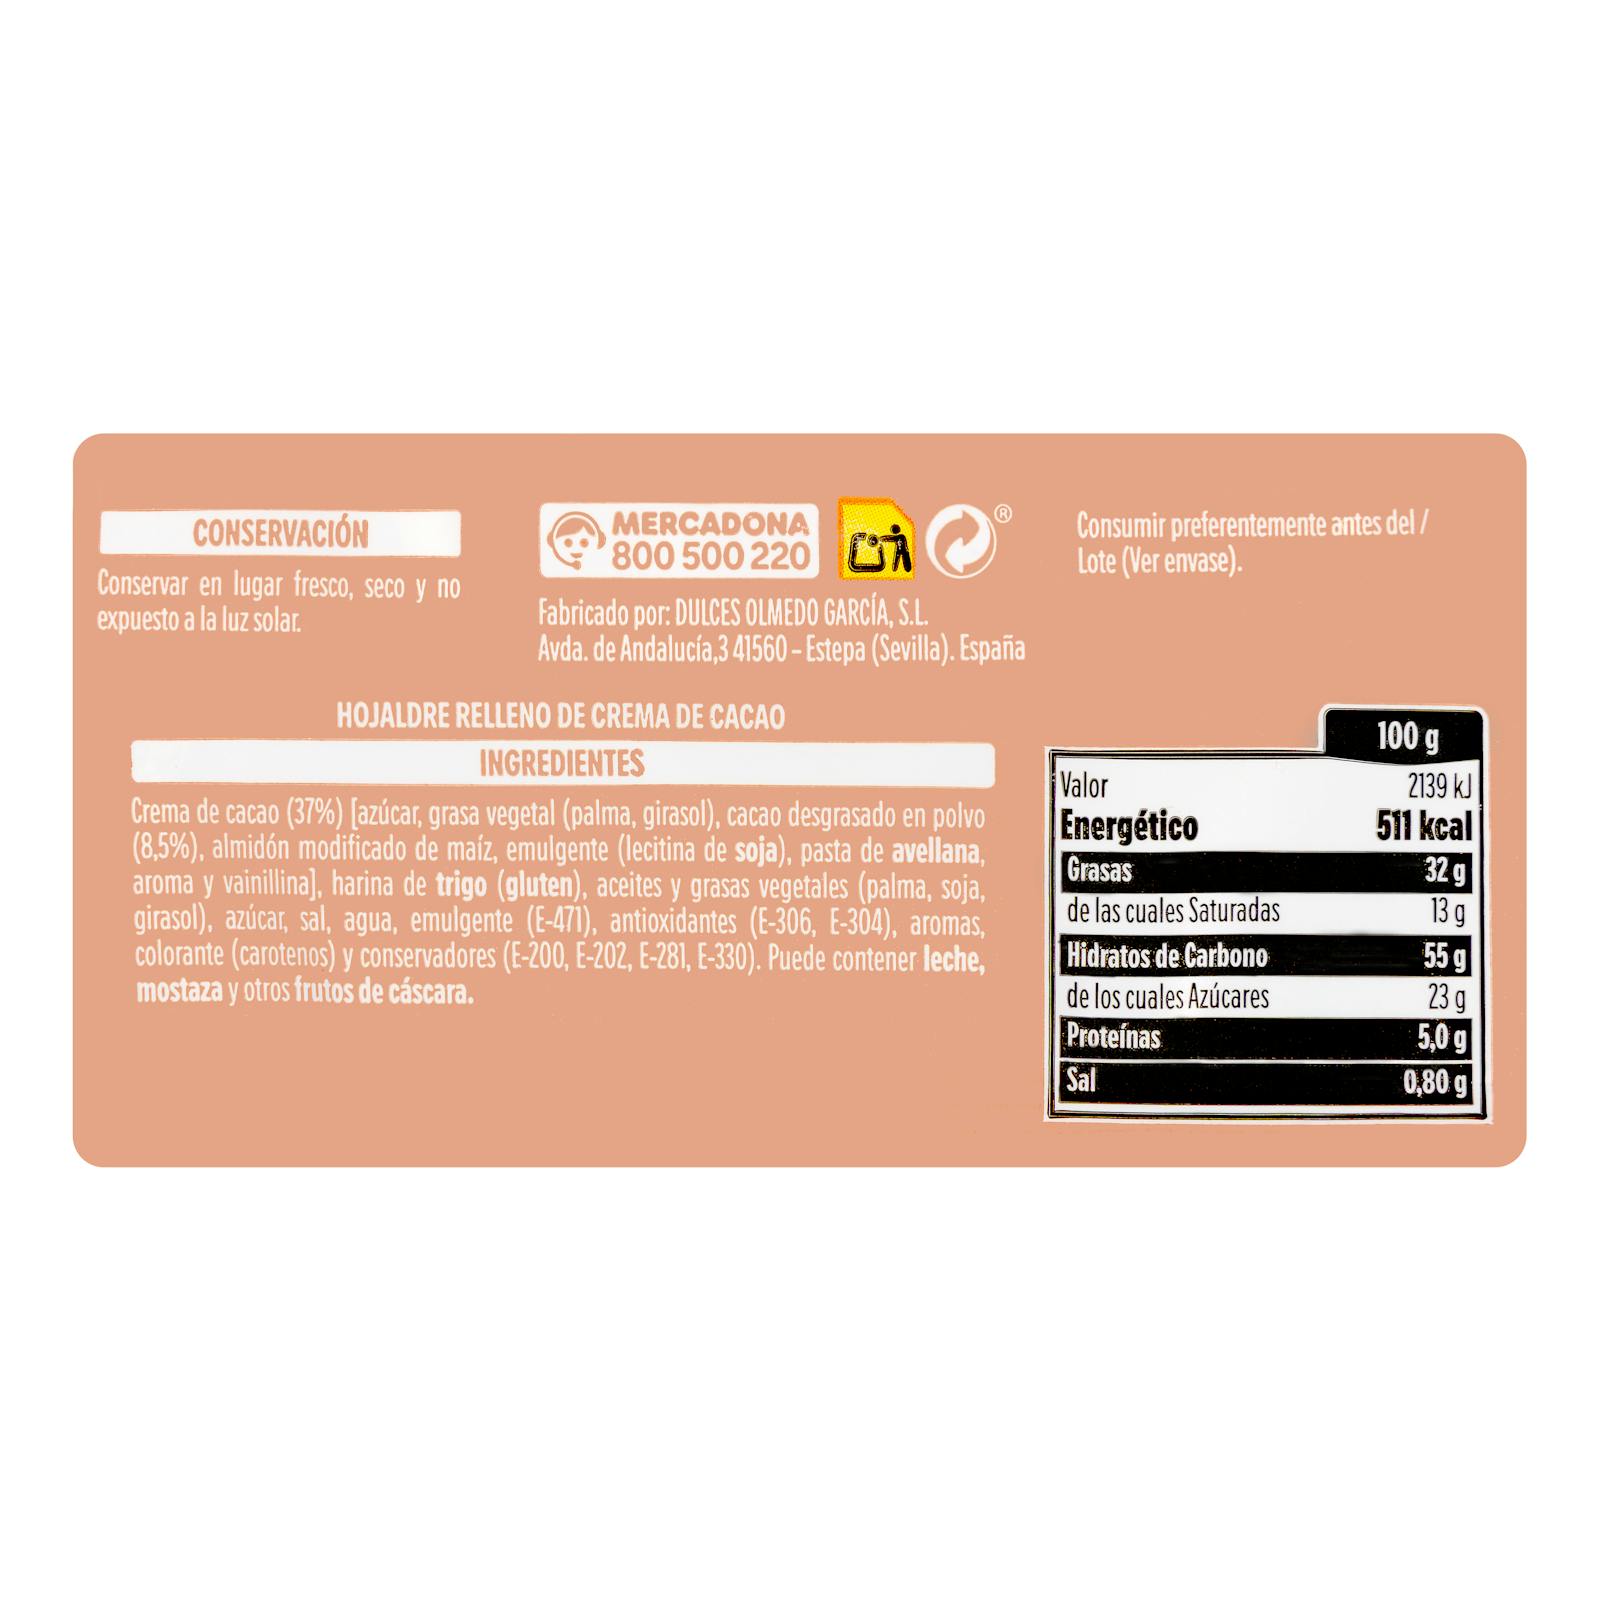 CONSERVACIÓN
Conservar en lugar fresco, seco y no
expuesto a la luz solar.
MERCADONA
800 500 220
®
Fabricado por: DULCES OLMEDO GARCÍA, S.L.
Avda. de Andalucía,3 41560 – Estepa (Sevilla). España
Consumir preferentemente antes del /
Lote (Ver envase).
HOJALDRE RELLENO DE CREMA DE CACAO
INGREDIENTES
Crema de cacao (37%) [azúcar, grasa vegetal (palma, girasol), cacao desgrasado en polvo
(8,5%), almidón modificado de maíz, emulgente (lecitina de soja), pasta de avellana,
aroma y vainillina], harina de trigo (gluten), aceites y grasas vegetales (palma, soja,
girasol), azúcar, sal, agua, emulgente (E-471), antioxidantes (E-306, E-304), aromas,
colorante (carotenos) y conservadores (E-200, E-202, E-281, E-330). Puede contener leche,
mostaza y otros frutos de cáscara.
100 g
Valor 2139 kJ
Energético 511 kcal
Grasas 32 g
de las cuales Saturadas 13 g
Hidratos de Carbono 55 g
de los cuales Azúcares 23 g
Proteínas 5,0 g
Sal 0,80 g